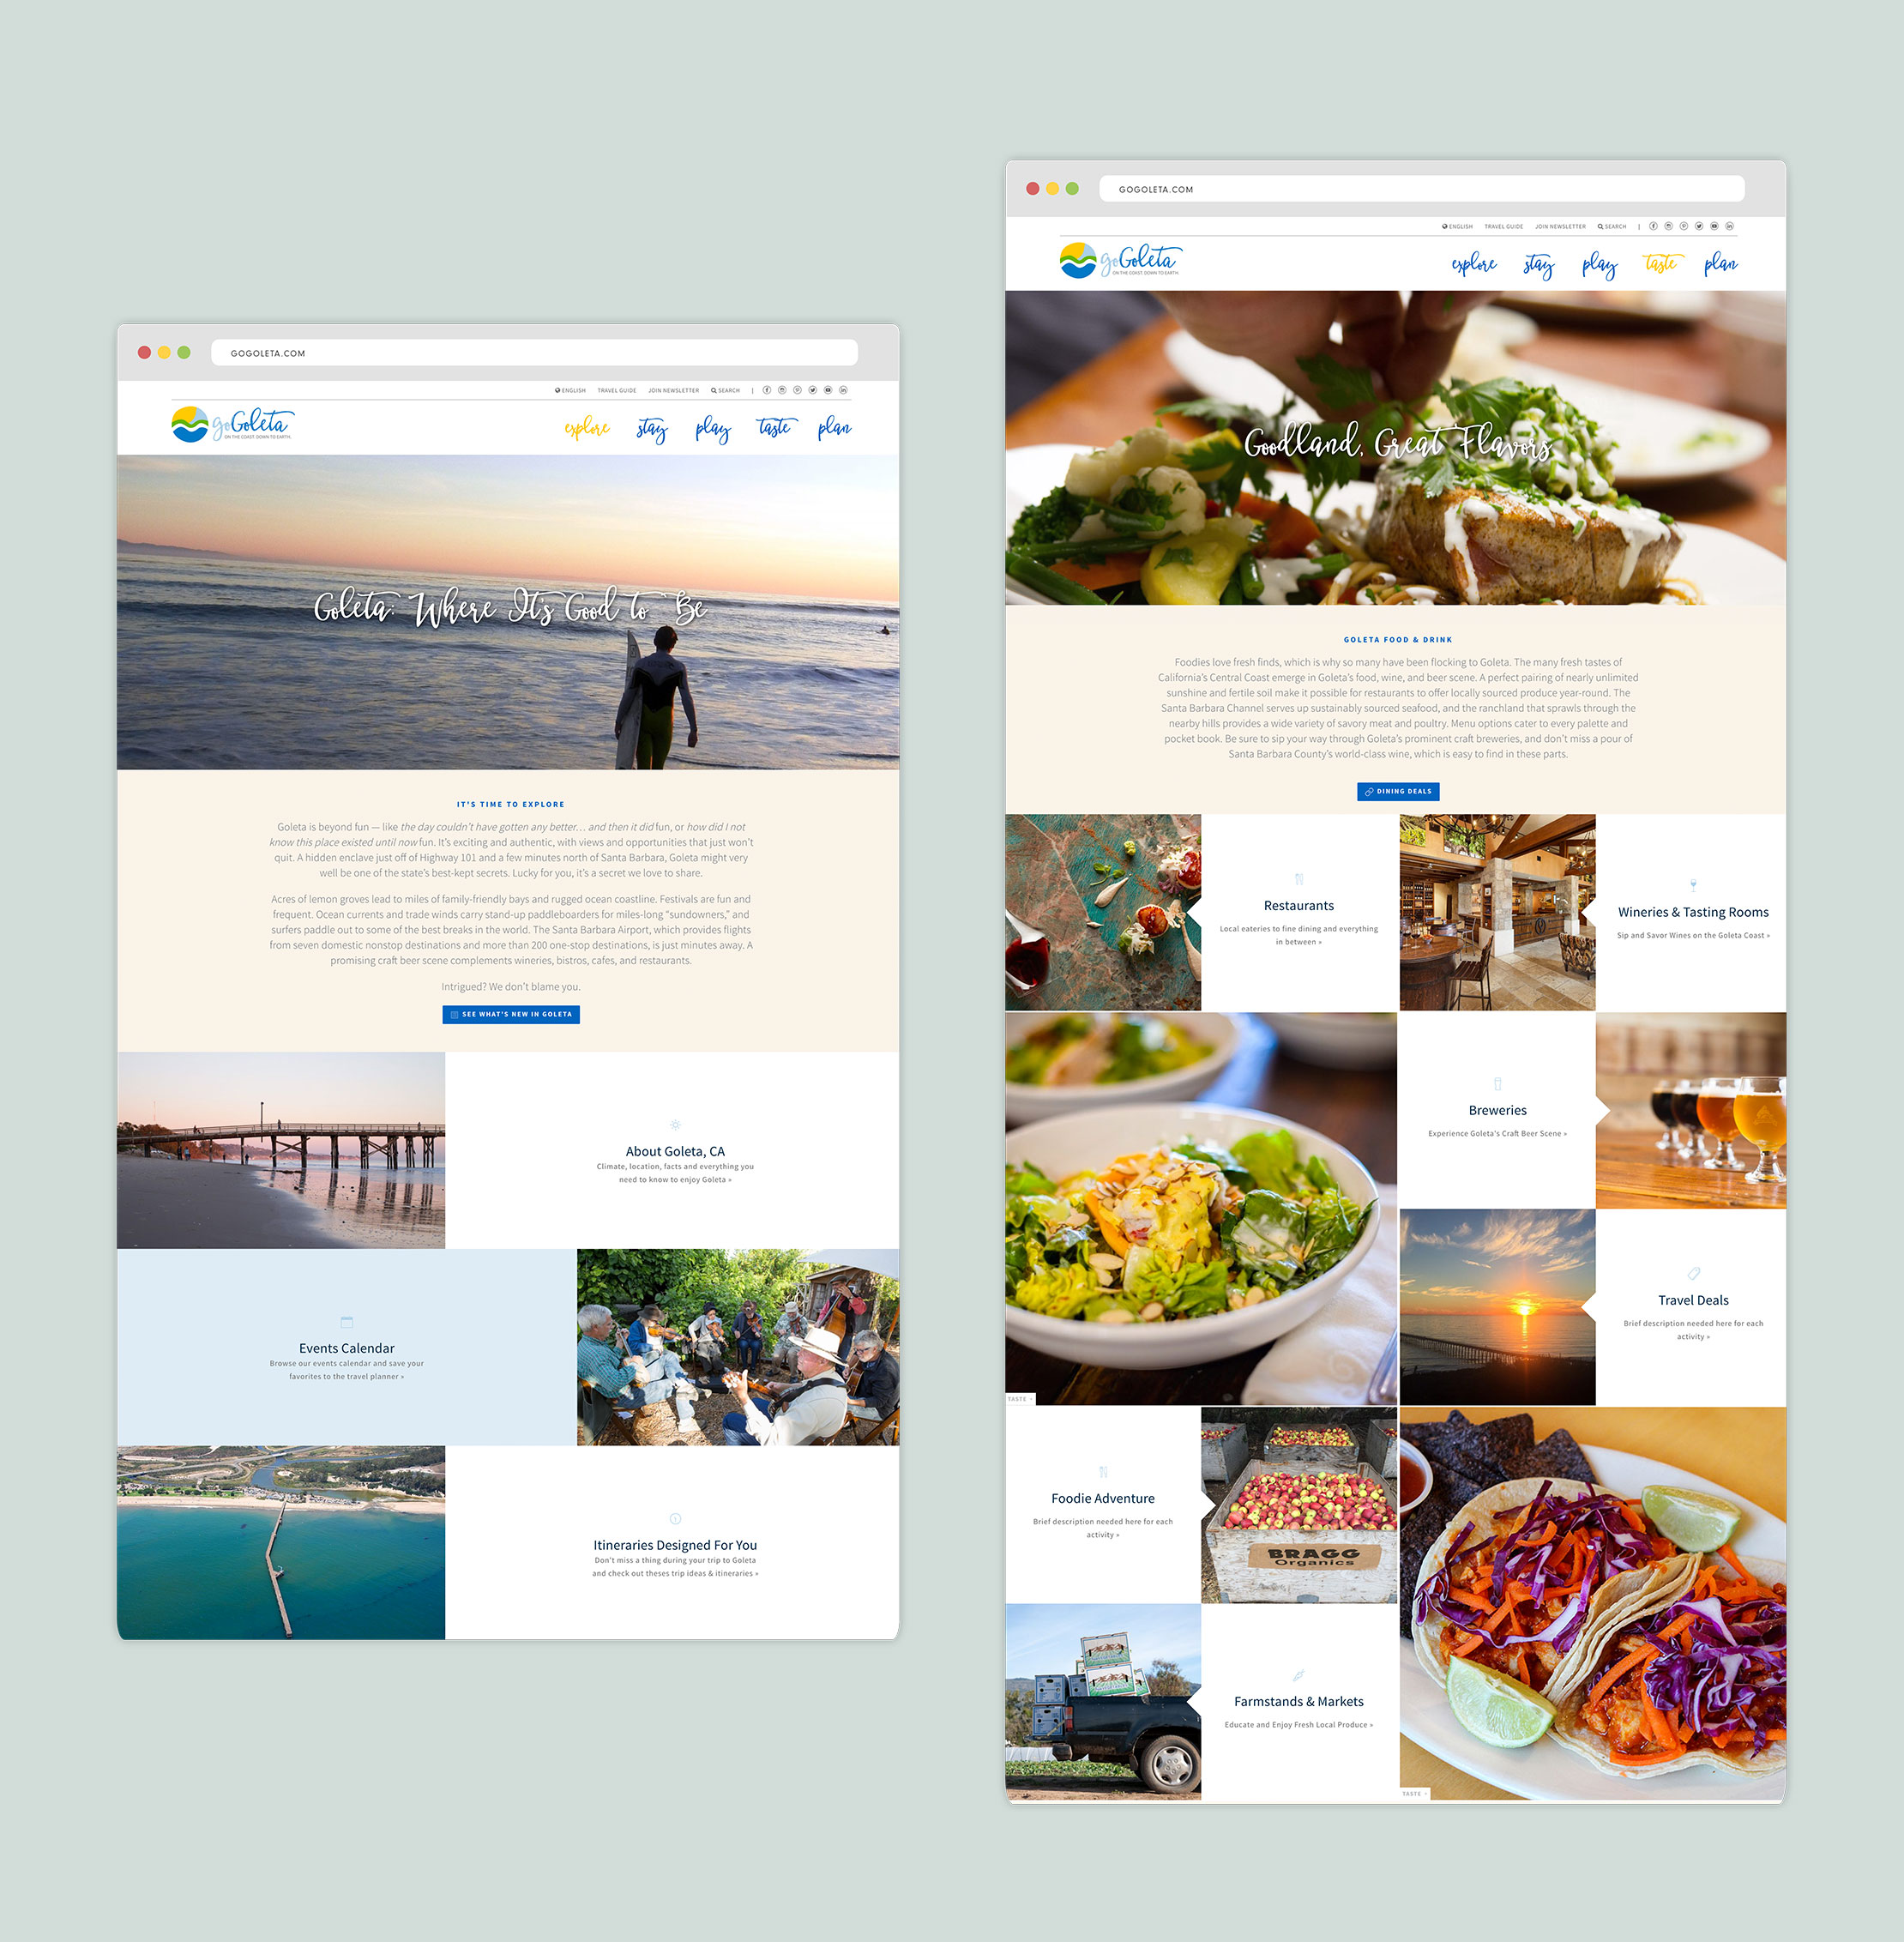 GOGOLETA.COM
ENGLISH TRAVEL GUIDE JOIN NEWSLETTER SEARCH |
goGoleta
ON THE COAST. DOWN TO EARTH.
explore stay play taste plan
Goleta: Where It's Good to Be
IT'S TIME TO EXPLORE
Goleta is beyond fun — like the day couldn't have gotten any better... and then it did fun, or how did I not
know this place existed until now fun. It's exciting and authentic, with views and opportunities that just won't
quit. A hidden enclave just off of Highway 101 and a few minutes north of Santa Barbara, Goleta might very
well be one of the state's best-kept secrets. Lucky for you, it's a secret we love to share.
Acres of lemon groves lead to miles of family-friendly bays and rugged ocean coastline. Festivals are fun and
frequent. Ocean currents and trade winds carry stand-up paddleboarders for miles-long “sundowners,” and
surfers paddle out to some of the best breaks in the world. The Santa Barbara Airport, which provides flights
from seven domestic nonstop destinations and more than 200 one-stop destinations, is just minutes away. A
promising craft beer scene complements wineries, bistros, cafes, and restaurants.
Intrigued? We don't blame you.
SEE WHAT'S NEW IN GOLETA
About Goleta, CA
Climate, location, facts and everything you
need to know to enjoy Goleta »
Events Calendar
Browse our events calendar and save your
favorites to the travel planner »
Itineraries Designed For You
Don't miss a thing during your trip to Goleta
and check out theses trip ideas & itineraries »
GOGOLETA.COM
ENGLISH TRAVEL GUIDE JOIN NEWSLETTER SEARCH |
goGoleta
ON THE COAST. DOWN TO EARTH.
explore stay play taste plan
Goodland, Great Flavors
GOLETA FOOD & DRINK
Foodies love fresh finds, which is why so many have been flocking to Goleta. The many fresh tastes of
California's Central Coast emerge in Goleta's food, wine, and beer scene. A perfect pairing of nearly unlimited
sunshine and fertile soil make it possible for restaurants to offer locally sourced produce year-round. The
Santa Barbara Channel serves up sustainably sourced seafood, and the ranchland that sprawls through the
nearby hills provides a wide variety of savory meat and poultry. Menu options cater to every palette and
pocket book. Be sure to sip your way through Goleta's prominent craft breweries, and don't miss a pour of
Santa Barbara County's world-class wine, which is easy to find in these parts.
DINING DEALS
Restaurants
Local eateries to fine dining and everything
in between »
Wineries & Tasting Rooms
Sip and Savor Wines on the Goleta Coast »
Breweries
Experience Goleta's Craft Beer Scene »
Travel Deals
Brief description needed here for each
activity »
TASTE
Foodie Adventure
Brief description needed here for each
activity »
BRAGG
Organics
Farmstands & Markets
Educate and Enjoy Fresh Local Produce »
TASTE